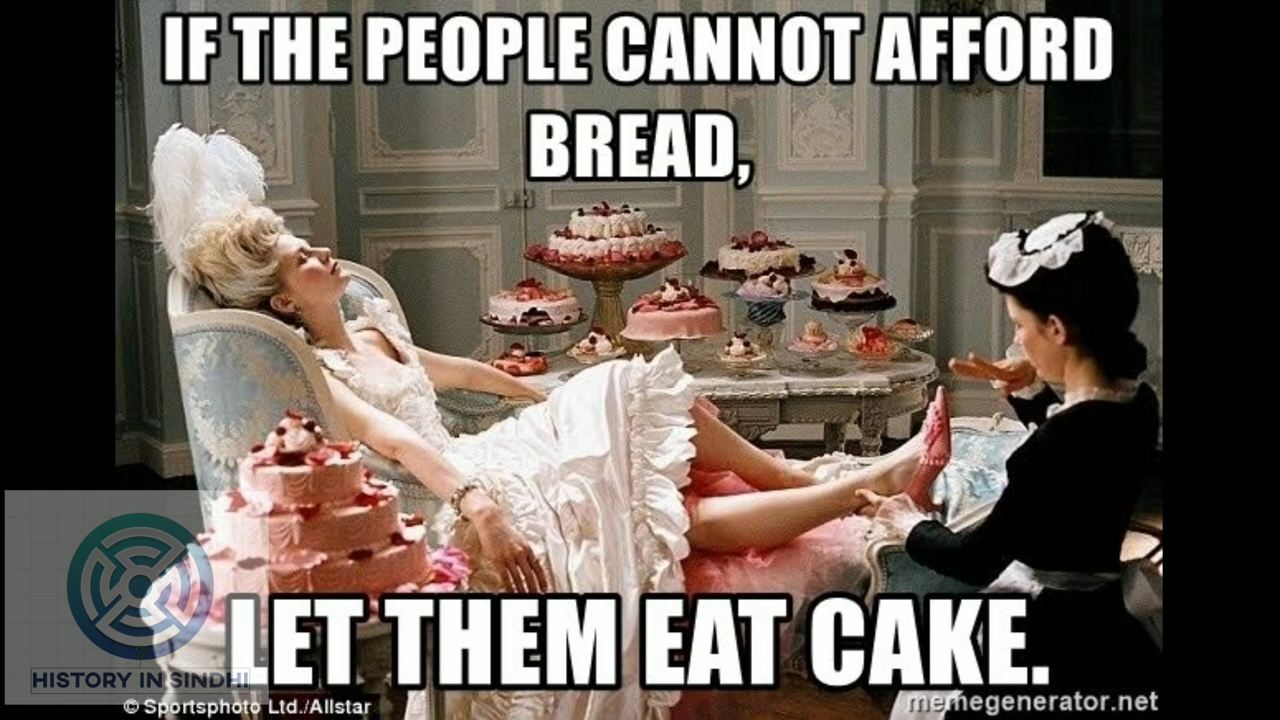 IF THE PEOPLE CANNOT AFFORD
BREAD,
LET THEM EAT CAKE.
HISTORY IN SINDHI
© Sportsphoto Ltd./Allstar
memegenerator.net